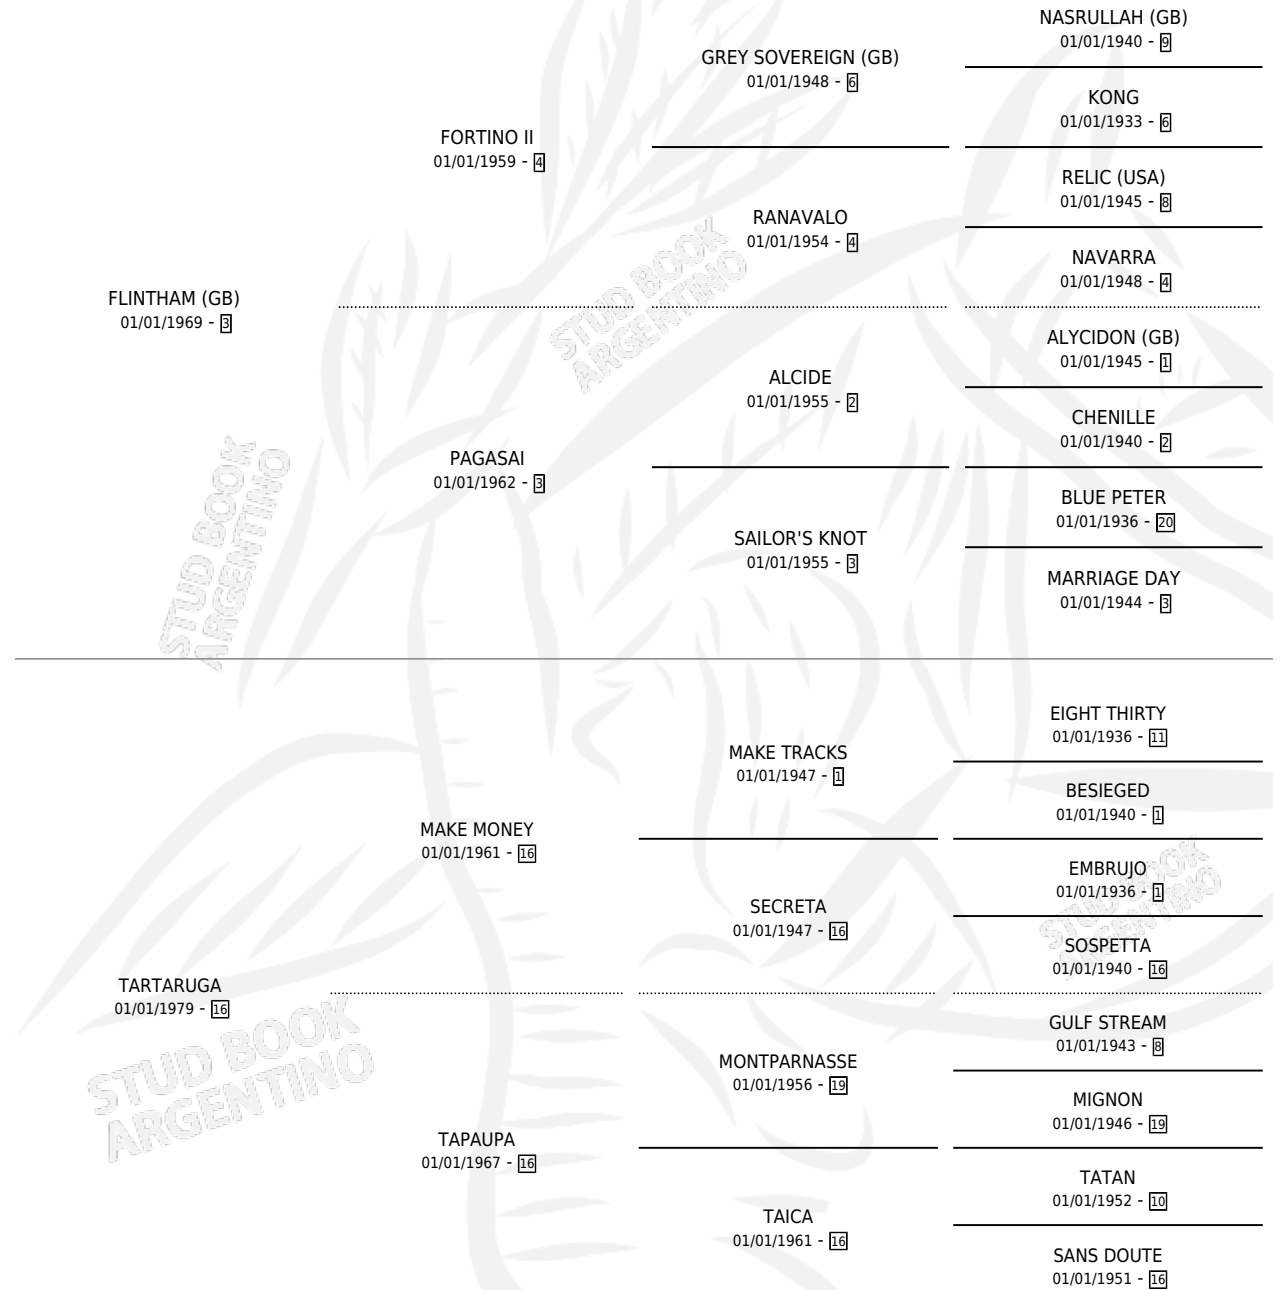 NASRULLAH (GB)
01/01/1940 - 9
GREY SOVEREIGN (GB)
01/01/1948 - 6
KONG
01/01/1933 - 6
FORTINO II
01/01/1959 - 4
RELIC (USA)
01/01/1945 - 8
RANAVALO
01/01/1954 - 4
NAVARRA
01/01/1948 - 4
FLINTHAM (GB)
01/01/1969 - 3
ALYCIDON (GB)
01/01/1945 - 1
ALCIDE
01/01/1955 - 2
CHENILLE
01/01/1940 - 2
PAGASAI
01/01/1962 - 3
BLUE PETER
01/01/1936 - 20
SAILOR'S KNOT
01/01/1955 - 3
MARRIAGE DAY
01/01/1944 - 3
EIGHT THIRTY
01/01/1936 - 11
MAKE TRACKS
01/01/1947 - 1
BESIEGED
01/01/1940 - 1
MAKE MONEY
01/01/1961 - 16
EMBRUJO
01/01/1936 - 1
SECRETA
01/01/1947 - 16
SOSPETTA
01/01/1940 - 16
TARTARUGA
01/01/1979 - 16
GULF STREAM
01/01/1943 - 8
MONTPARNASSE
01/01/1956 - 19
MIGNON
01/01/1946 - 19
TAPAUPA
01/01/1967 - 16
TATAN
01/01/1952 - 10
TAICA
01/01/1961 - 16
SANS DOUTE
01/01/1951 - 16
STUD BOOK
ARGENTINO
STUD BOOK
ARGENTINO
STUD BOOK
ARGENTINO
STUD BOOK
ARGENTINO